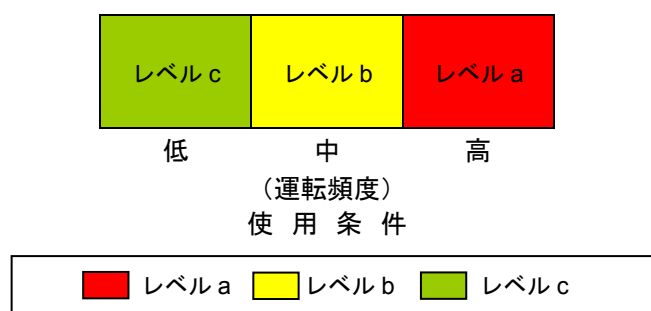 レベル c レベル b レベル a
低 中 高
（運転頻度）
使 用 条 件
レベル a レベル b レベル c